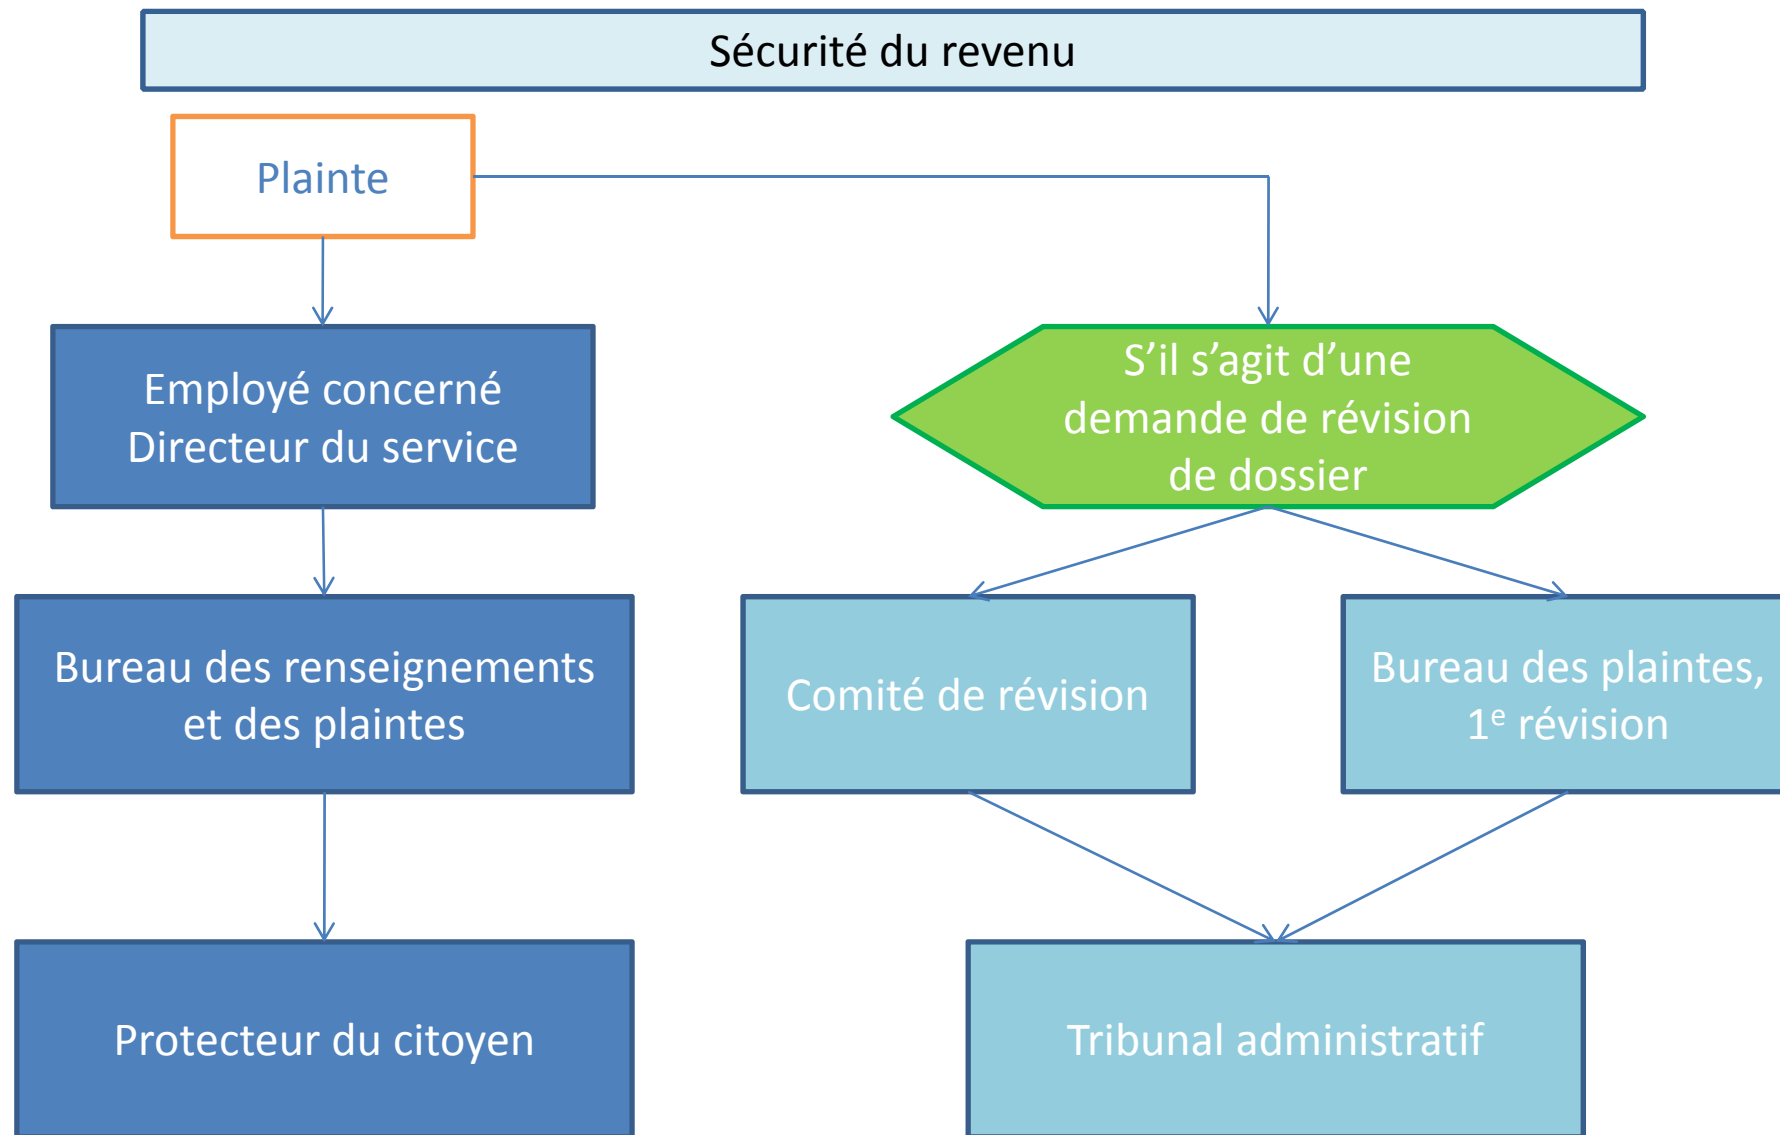 Sécurité du revenu
Plainte
Employé concerné
Directeur du service
S’il s’agit d’une
demande de révision
de dossier
Bureau des renseignements
et des plaintes
Comité de révision
Bureau des plaintes,
1e révision
Protecteur du citoyen
Tribunal administratif